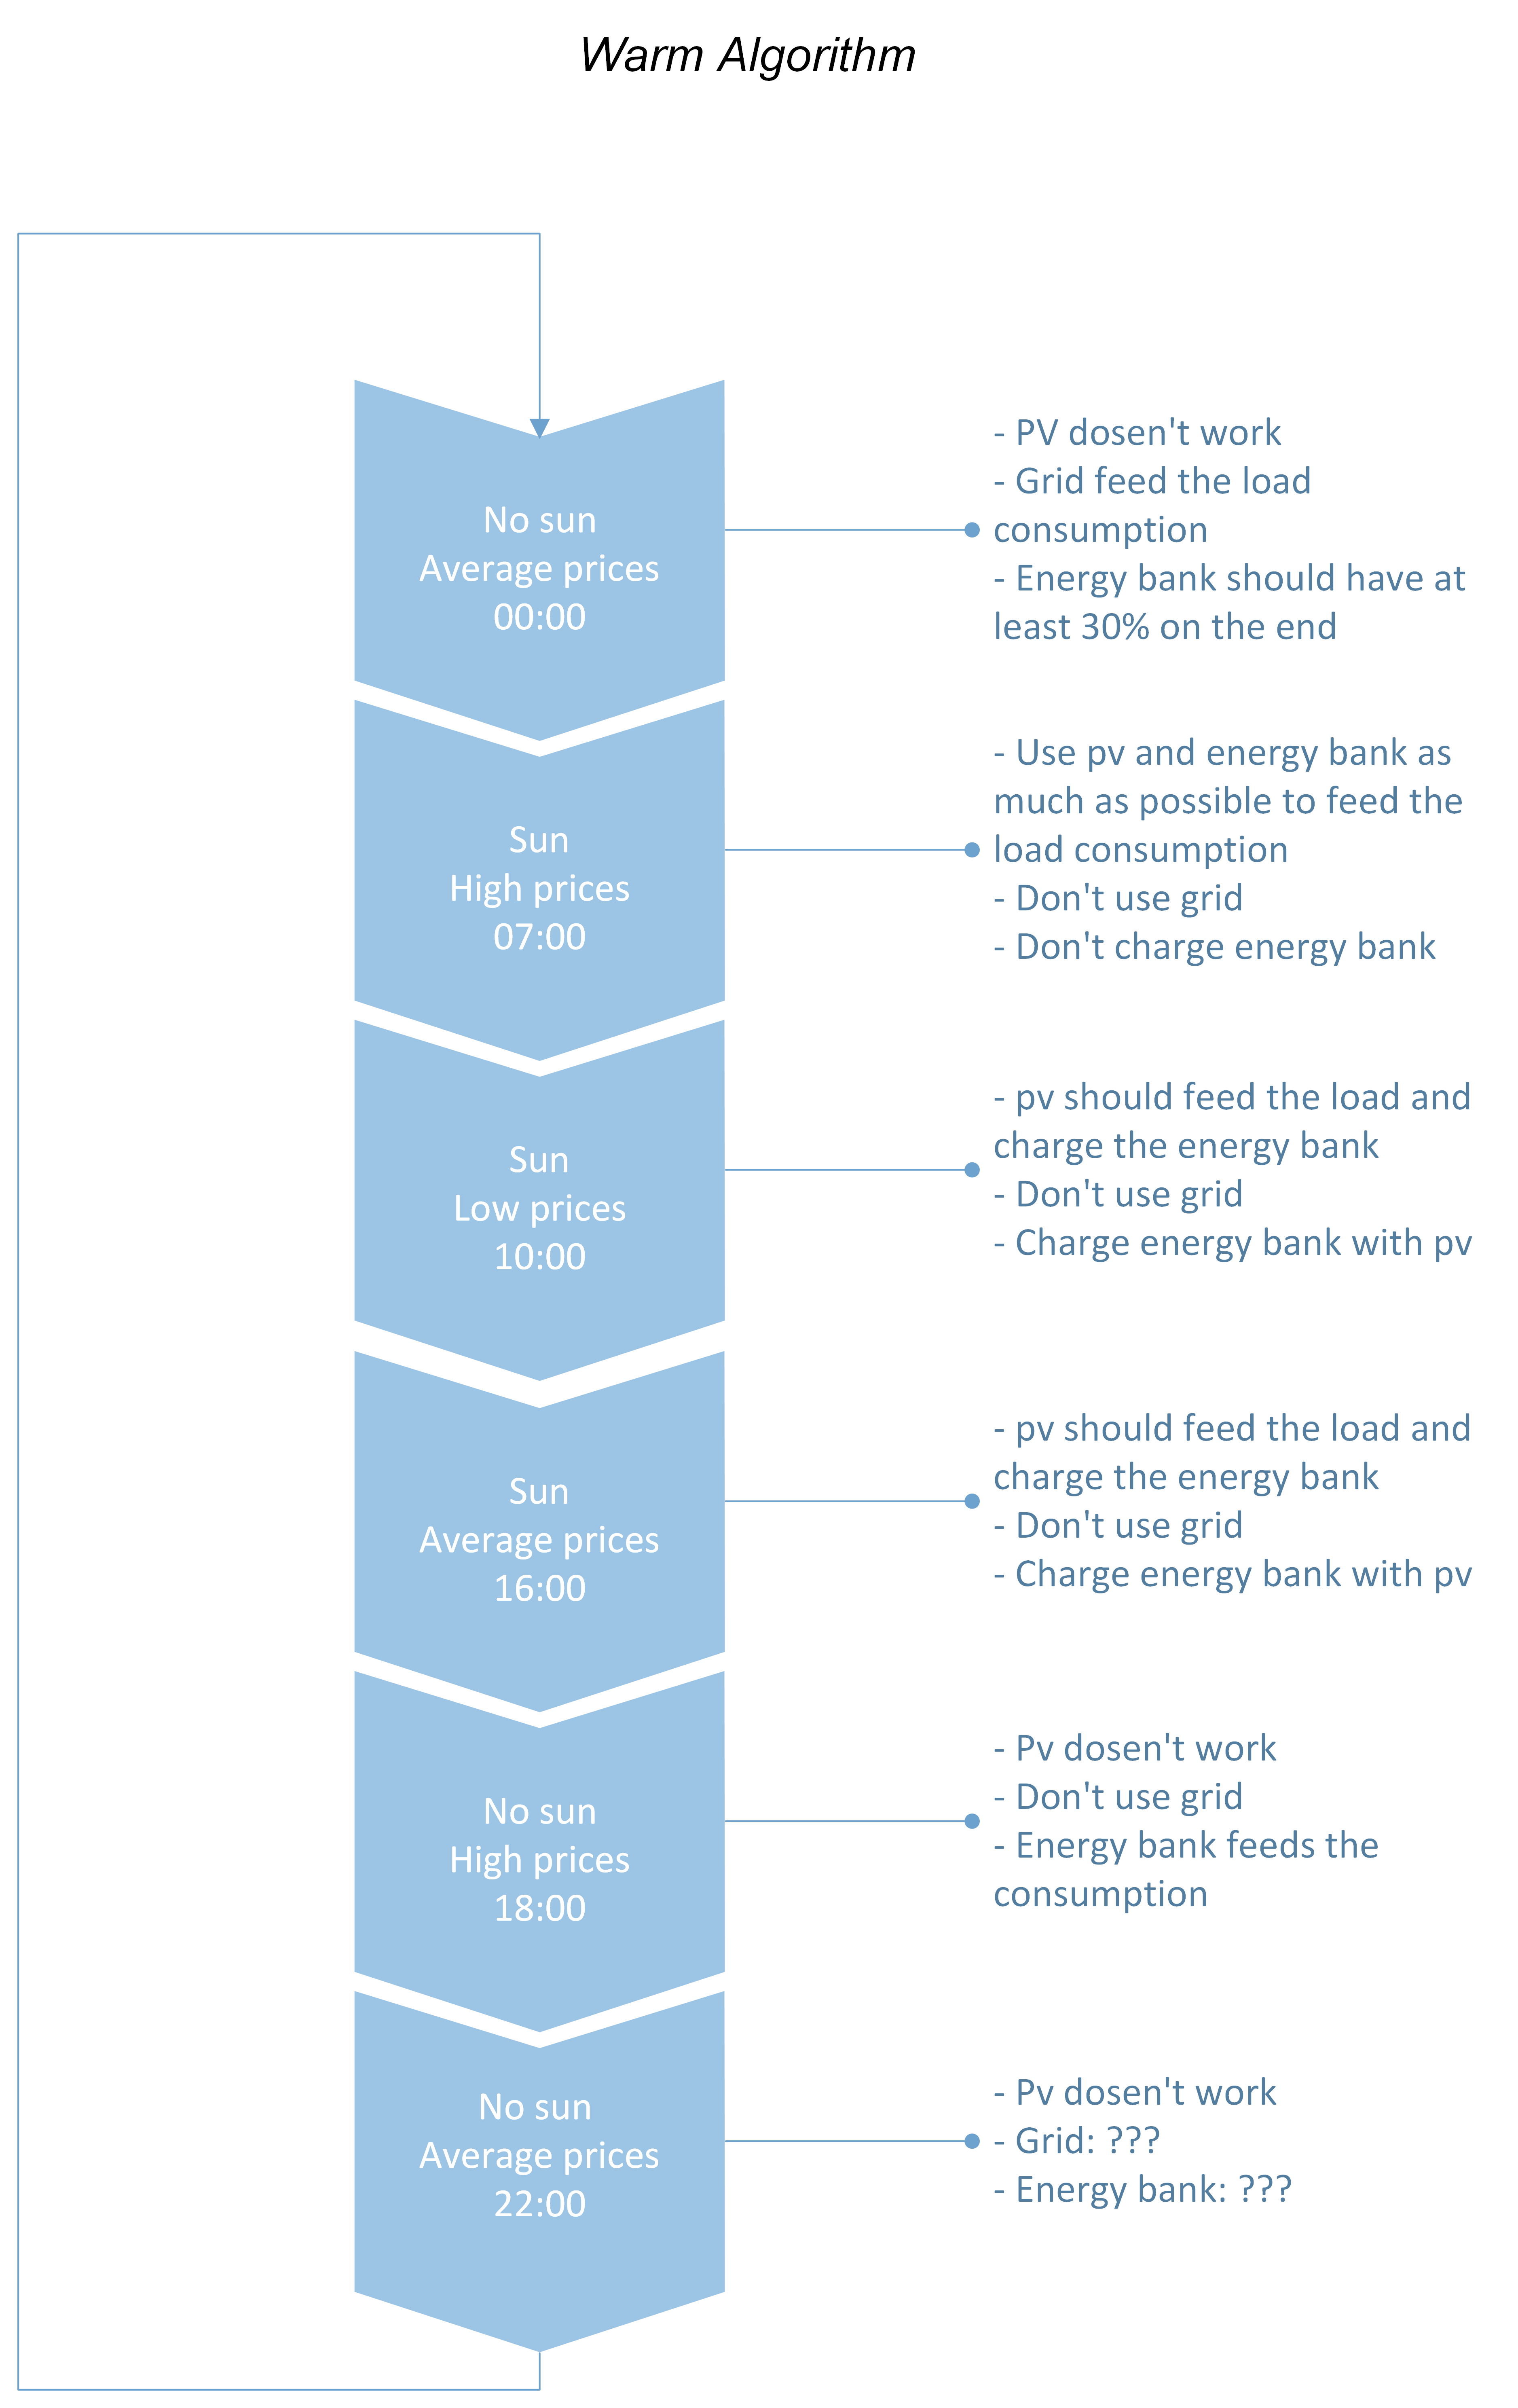 Warm Algorithm
No sun
Average prices
00:00
- PV dosen't work
- Grid feed the load
consumption
- Energy bank should have at
least 30% on the end
Sun
High prices
07:00
- Use pv and energy bank as
much as possible to feed the
load consumption
- Don't use grid
- Don't charge energy bank
Sun
Low prices
10:00
- pv should feed the load and
charge the energy bank
- Don't use grid
- Charge energy bank with pv
Sun
Average prices
16:00
- pv should feed the load and
charge the energy bank
- Don't use grid
- Charge energy bank with pv
No sun
High prices
18:00
- Pv dosen't work
- Don't use grid
- Energy bank feeds the
consumption
No sun
Average prices
22:00
- Pv dosen't work
- Grid: ???
- Energy bank: ???